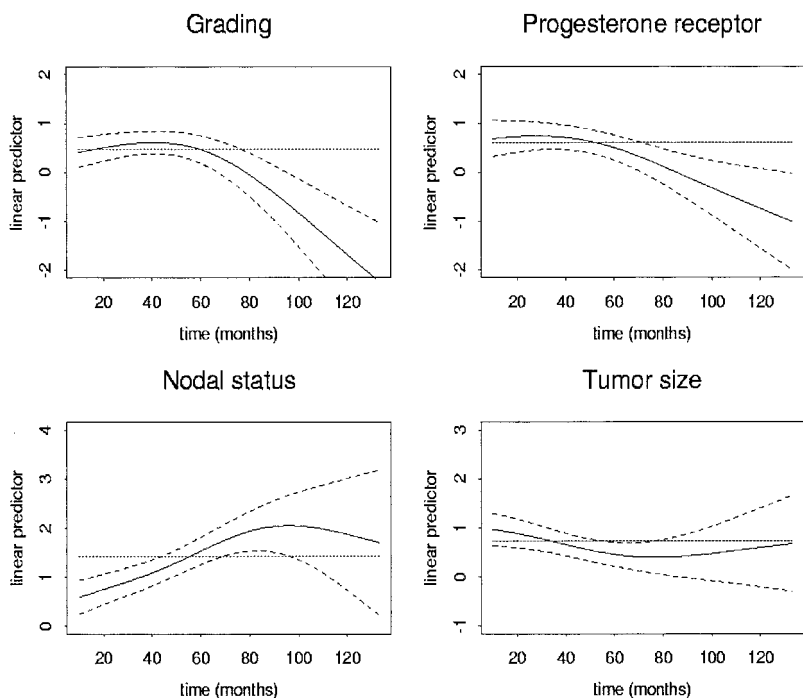 Grading
Progesterone receptor
linear predictor
2
1
0
-1
-2
20 40 60 80 100 120
time (months)
linear predictor
2
1
0
-1
-2
20 40 60 80 100 120
time (months)
Nodal status
Tumor size
linear predictor
4
3
2
1
0
20 40 60 80 100 120
time (months)
linear predictor
3
2
1
0
-1
20 40 60 80 100 120
time (months)